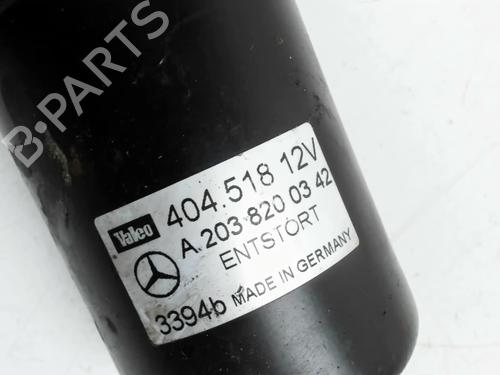 B-PARTS
Valeo 404.518 12V
A 203 820 03 42
ENTSTÖRT
3394b MADE IN GERMANY